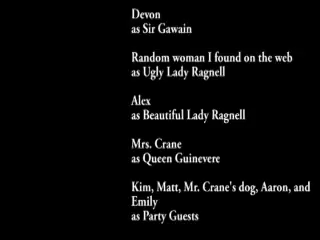 Devon
as Sir Gawain
Random woman I found on the web
as Ugly Lady Ragnell
Alex
as Beautiful Lady Ragnell
Mrs. Crane
as Queen Guinevere
Kim, Matt, Mr. Crane's dog, Aaron, and
Emily
as Party Guests